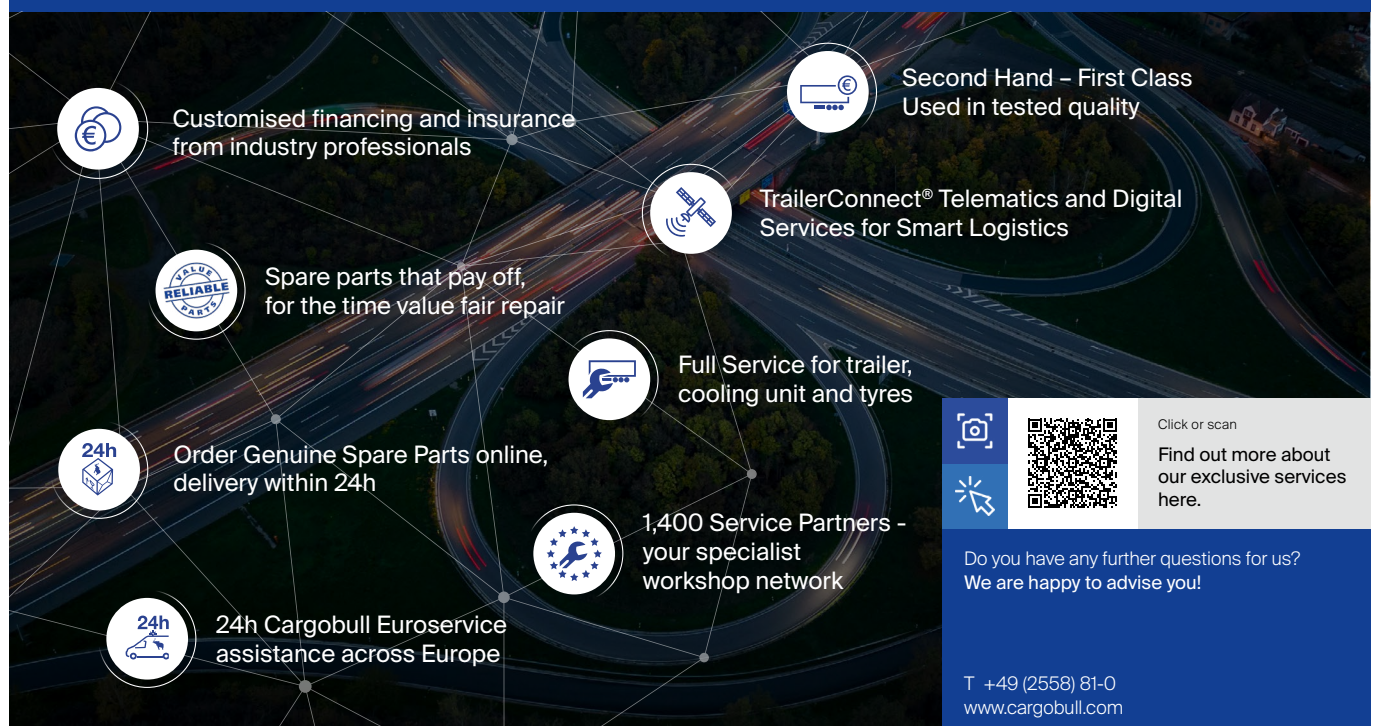 Customised financing and insurance
from industry professionals
Second Hand – First Class
Used in tested quality
TrailerConnect® Telematics and Digital
Services for Smart Logistics
VALUE
RELIABLE
PARTS
Spare parts that pay off,
for the time value fair repair
Full Service for trailer,
cooling unit and tyres
24h
Order Genuine Spare Parts online,
delivery within 24h
1,400 Service Partners -
your specialist
workshop network
24h
24h Cargobull Euroservice
assistance across Europe
Click or scan
Find out more about
our exclusive services
here.
Do you have any further questions for us?
We are happy to advise you!
T +49 (2558) 81-0
www.cargobull.com